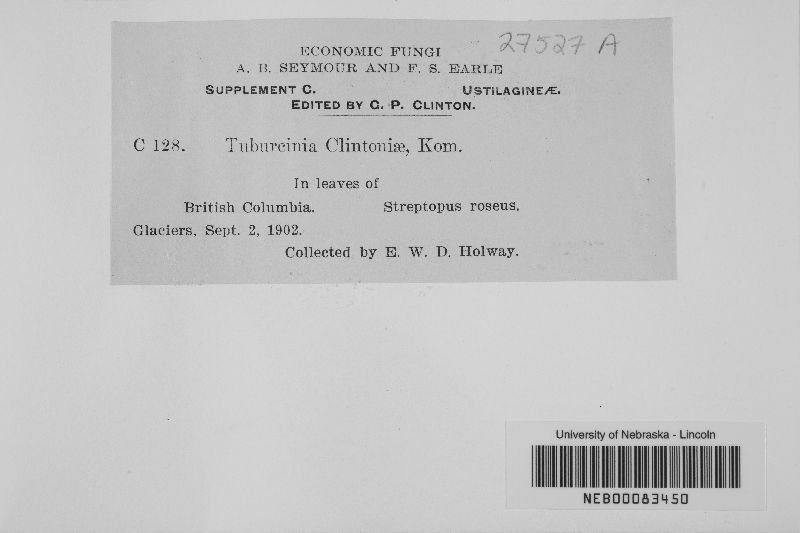 27527 A
ECONOMIC FUNGI
A. B. SEYMOUR AND F. S. EARLE
SUPPLEMENT C. USTILAGINEÆ.
EDITED BY G. P. CLINTON.
C 128. Tuburcinia Clintoniæ, Kom.
In leaves of
British Columbia. Streptopus roseus.
Glaciers, Sept. 2, 1902.
Collected by E. W. D. Holway.
University of Nebraska - Lincoln
NEB00083450